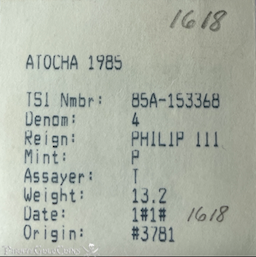 1618
ATOCHA 1985
TSI Nmbr: 85A-153368
Denom: 4
Reign: PHILIP III
Mint: P
Assayer: T
Weight: 13.2
Date: 1#1# 1618
Origin: #3781